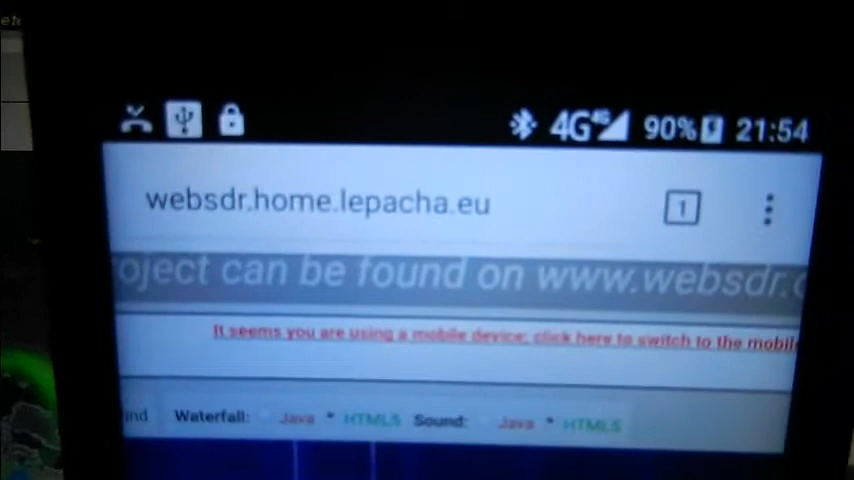 4G 4G 90% 21:54
websdr.home.lepacha.eu 1
oject can be found on www.websdr.o
It seems you are using a mobile device; click here to switch to the mobile
Waterfall: Java HTML5 Sound: Java HTML5